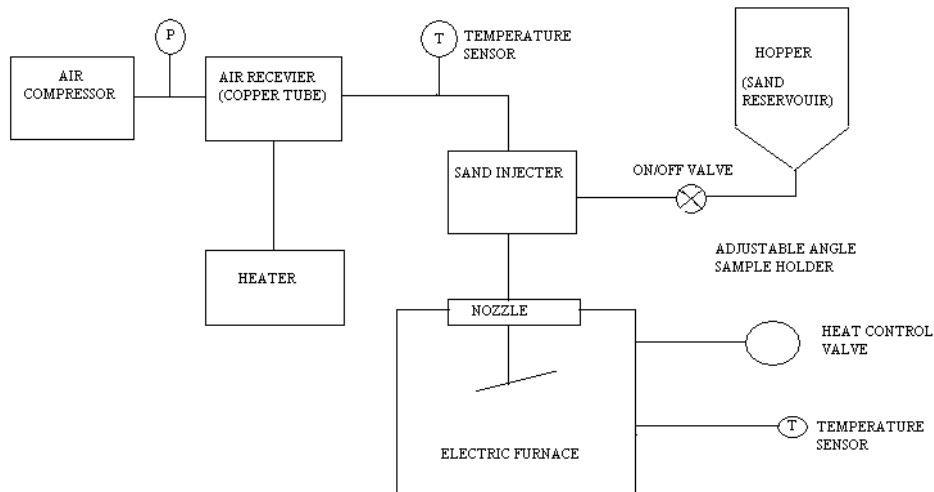 P
AIR
COMPRESSOR
AIR RECEVIER
(COPPER TUBE)
T
TEMPERATURE
SENSOR
HOPPER
(SAND
RESERVOUIR)
SAND INJECTER
ON/OFF VALVE
HEATER
ADJUSTABLE ANGLE
SAMPLE HOLDER
NOZZLE
HEAT CONTROL
VALVE
ELECTRIC FURNACE
T
TEMPERATURE
SENSOR